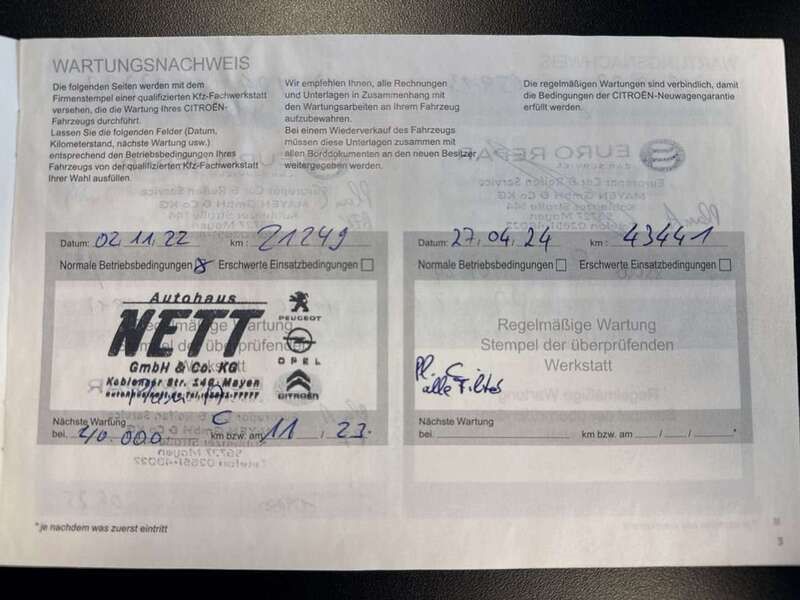 WARTUNGSNACHWEIS
Die folgenden Seiten werden mit dem
Firmenstempel einer qualifizierten Kfz-Fachwerkstatt
versehen, die die Wartung Ihres CITROËN-
Fahrzeugs durchführt.
Lassen Sie die folgenden Felder (Datum,
Kilometerstand, nächste Wartung usw.)
entsprechend den Betriebsbedingungen Ihres
Fahrzeugs von der qualifizierten Kfz-Fachwerkstatt
Ihrer Wahl ausfüllen.
Wir empfehlen Ihnen, alle Rechnungen
und Unterlagen in Zusammenhang mit
den Wartungsarbeiten an Ihrem Fahrzeug
aufzubewahren.
Bei einem Wiederverkauf des Fahrzeugs
müssen diese Unterlagen zusammen mit
allen Borddokumenten an den neuen Besitzer
weitergegeben werden.
Die regelmäßigen Wartungen sind verbindlich, damit
die Bedingungen der CITROËN-Neuwagengarantie
erfüllt werden.
Datum: 02.11.22 km: 21249
Normale Betriebsbedingungen Erschwerte Einsatzbedingungen
Autohaus
NETT
GmbH & Co. KG
Koblenzer Str. 146, Mayen
PEUGEOT
OPEL
CITROËN
Regelmäßige Wartung
Nächste Wartung C
bei 40.000 km bzw. am 11 / 23. *
Datum: 27.04.24 km: 43441
Normale Betriebsbedingungen Erschwerte Einsatzbedingungen
Regelmäßige Wartung
Stempel der überprüfenden
Werkstatt
alle Filter
Nächste Wartung
bei km bzw. am / *
* je nachdem was zuerst eintritt
3